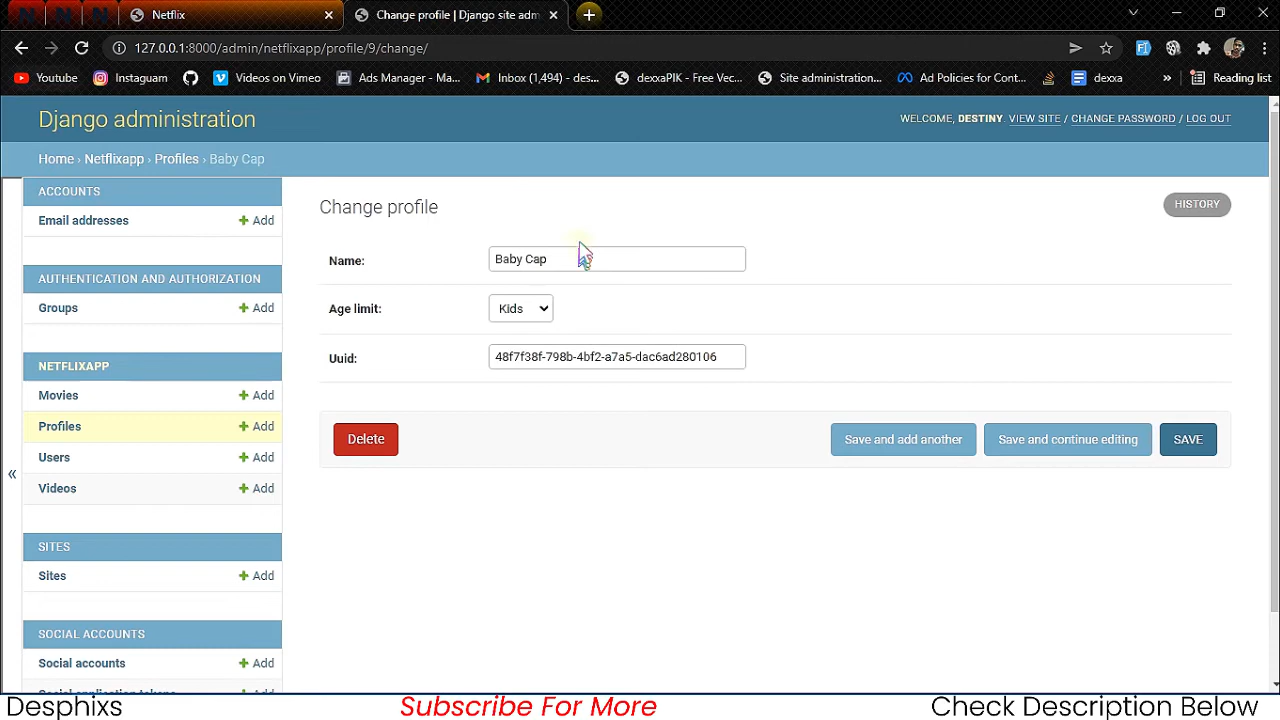 Netflix
Change profile | Django site adm
127.0.0.1:8000/admin/netflixapp/profile/9/change/
Youtube
Instaguam
Videos on Vimeo
Ads Manager - Ma...
Inbox (1,494) - des...
dexxaPIK - Free Vec...
Site administration...
Ad Policies for Cont...
dexxa
»
Reading list
Django administration
WELCOME, DESTINY. VIEW SITE / CHANGE PASSWORD / LOG OUT
Home › Netflixapp › Profiles › Baby Cap
ACCOUNTS
Email addresses + Add
AUTHENTICATION AND AUTHORIZATION
Groups + Add
NETFLIXAPP
Movies + Add
Profiles + Add
Users + Add
Videos + Add
SITES
Sites + Add
SOCIAL ACCOUNTS
Social accounts + Add
«
Change profile
HISTORY
Name: Baby Cap
Age limit: Kids
Uuid: 48f7f38f-798b-4bf2-a7a5-dac6ad280106
Delete
Save and add another
Save and continue editing
SAVE
Desphixs
Subscribe For More
Check Description Below